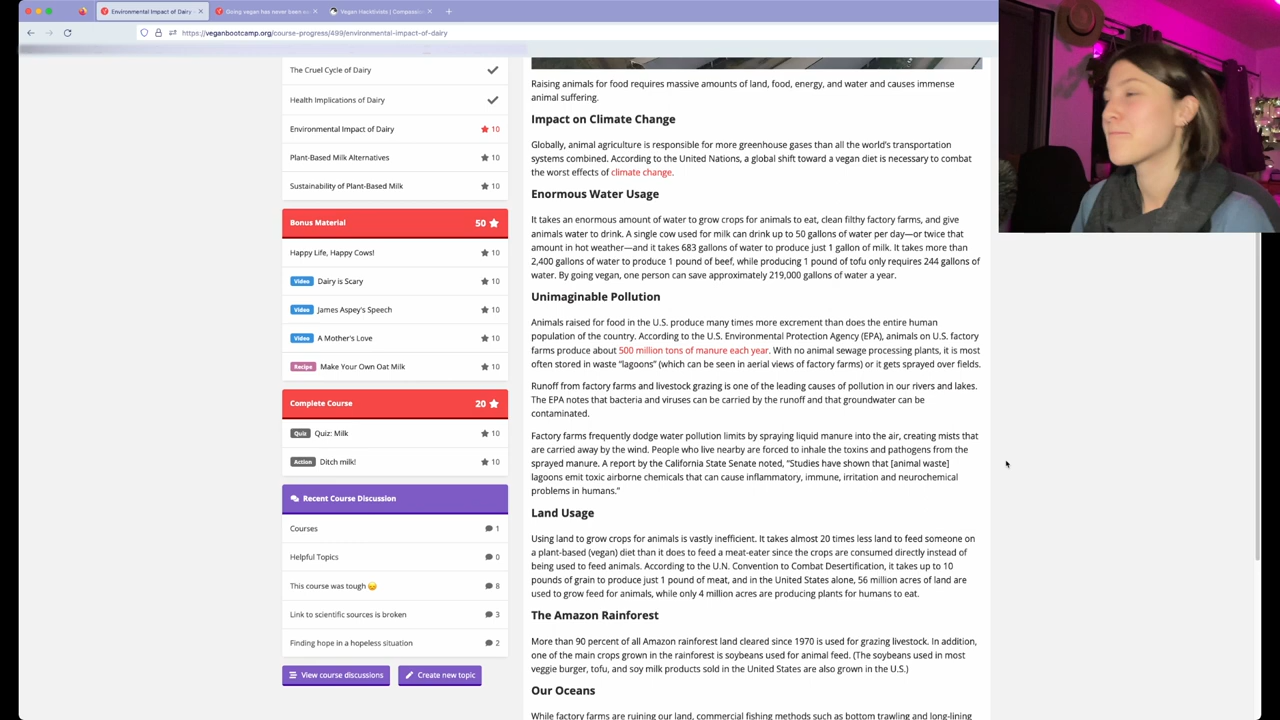 Environmental Impact of Dairy
Going vegan has never been
Vegan Hacktivists | Compassion
https://veganbootcamp.org/course-progress/499/environmental-impact-of-dairy
The Cruel Cycle of Dairy
Health Implications of Dairy
Environmental Impact of Dairy 10
Plant-Based Milk Alternatives 10
Sustainability of Plant-Based Milk 10
Bonus Material 50
Happy Life, Happy Cows! 10
Video Dairy is Scary 10
Video James Aspey's Speech 10
Video A Mother's Love 10
Recipe Make Your Own Oat Milk 10
Complete Course 20
Quiz Quiz: Milk 10
Action Ditch milk! 10
Recent Course Discussion
Courses 1
Helpful Topics 0
This course was tough 😔 8
Link to scientific sources is broken 3
Finding hope in a hopeless situation 2
View course discussions Create new topic
Raising animals for food requires massive amounts of land, food, energy, and water and causes immense
animal suffering.
Impact on Climate Change
Globally, animal agriculture is responsible for more greenhouse gases than all the world's transportation
systems combined. According to the United Nations, a global shift toward a vegan diet is necessary to combat
the worst effects of climate change.
Enormous Water Usage
It takes an enormous amount of water to grow crops for animals to eat, clean filthy factory farms, and give
animals water to drink. A single cow used for milk can drink up to 50 gallons of water per day—or twice that
amount in hot weather—and it takes 683 gallons of water to produce just 1 gallon of milk. It takes more than
2,400 gallons of water to produce 1 pound of beef, while producing 1 pound of tofu only requires 244 gallons of
water. By going vegan, one person can save approximately 219,000 gallons of water a year.
Unimaginable Pollution
Animals raised for food in the U.S. produce many times more excrement than does the entire human
population of the country. According to the U.S. Environmental Protection Agency (EPA), animals on U.S. factory
farms produce about 500 million tons of manure each year. With no animal sewage processing plants, it is most
often stored in waste “lagoons” (which can be seen in aerial views of factory farms) or it gets sprayed over fields.
Runoff from factory farms and livestock grazing is one of the leading causes of pollution in our rivers and lakes.
The EPA notes that bacteria and viruses can be carried by the runoff and that groundwater can be
contaminated.
Factory farms frequently dodge water pollution limits by spraying liquid manure into the air, creating mists that
are carried away by the wind. People who live nearby are forced to inhale the toxins and pathogens from the
sprayed manure. A report by the California State Senate noted, “Studies have shown that [animal waste]
lagoons emit toxic airborne chemicals that can cause inflammatory, immune, irritation and neurochemical
problems in humans.”
Land Usage
Using land to grow crops for animals is vastly inefficient. It takes almost 20 times less land to feed someone on
a plant-based (vegan) diet than it does to feed a meat-eater since the crops are consumed directly instead of
being used to feed animals. According to the U.N. Convention to Combat Desertification, it takes up to 10
pounds of grain to produce just 1 pound of meat, and in the United States alone, 56 million acres of land are
used to grow feed for animals, while only 4 million acres are producing plants for humans to eat.
The Amazon Rainforest
More than 90 percent of all Amazon rainforest land cleared since 1970 is used for grazing livestock. In addition,
one of the main crops grown in the rainforest is soybeans used for animal feed. (The soybeans used in most
veggie burger, tofu, and soy milk products sold in the United States are also grown in the U.S.)
Our Oceans
While factory farms are ruining our land, commercial fishing methods such as bottom trawling and long-lining